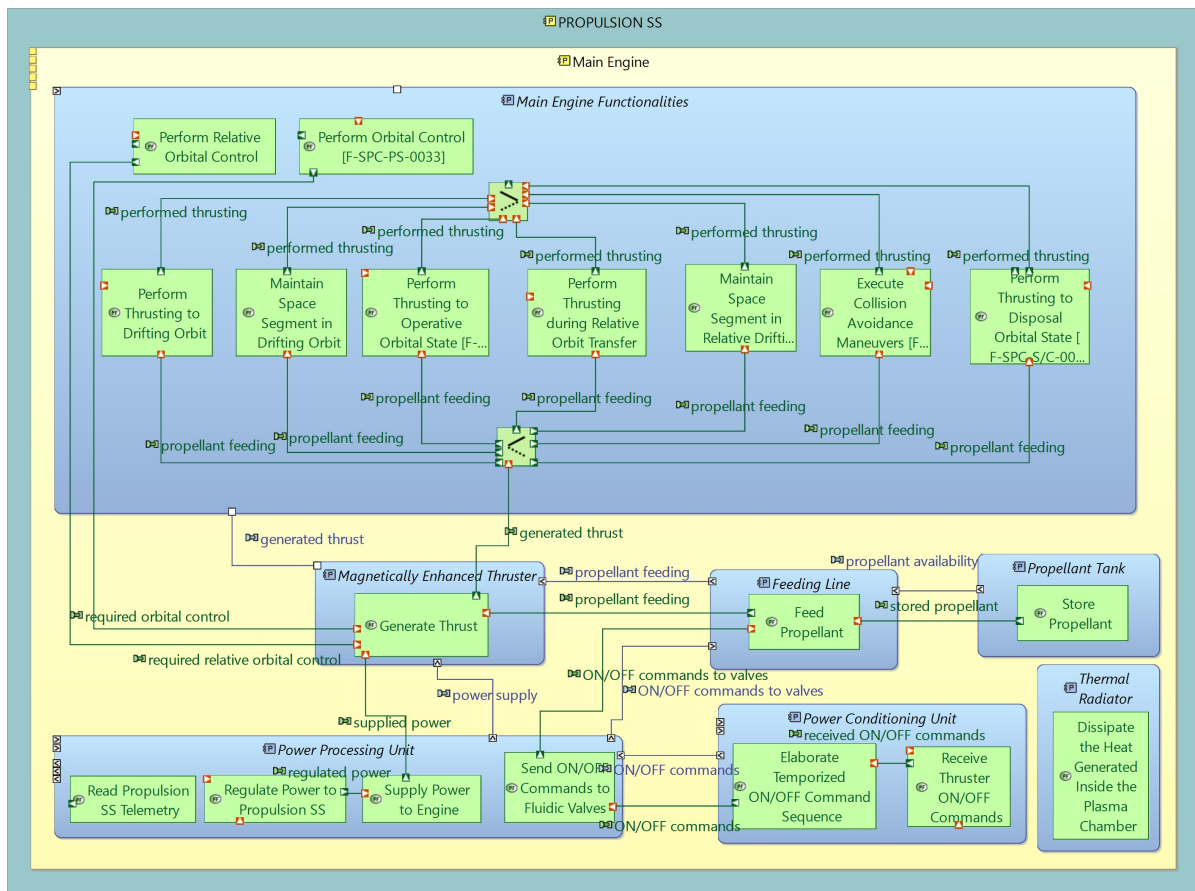 PROPULSION SS
Main Engine
Main Engine Functionalities
Perform Relative
Orbital Control
Perform Orbital Control
[F-SPC-PS-0033]
performed thrusting
performed thrusting
performed thrusting
performed thrusting
performed thrusting
performed thrusting
performed thrusting
Perform
Thrusting to
Drifting Orbit
Maintain
Space
Segment in
Drifting Orbit
Perform
Thrusting to
Operative
Orbital State [F-...
Perform
Thrusting
during Relative
Orbit Transfer
Maintain
Space
Segment in
Relative Drifti...
Execute
Collision
Avoidance
Maneuvers [F...
Perform
Thrusting to
Disposal
Orbital State [
F-SPC-S/C-00...
propellant feeding
propellant feeding
propellant feeding
propellant feeding
propellant feeding
propellant feeding
propellant feeding
generated thrust
generated thrust
Magnetically Enhanced Thruster
Generate Thrust
propellant feeding
propellant feeding
Feeding Line
Feed
Propellant
propellant availability
stored propellant
Propellant Tank
Store
Propellant
required orbital control
required relative orbital control
ON/OFF commands to valves
ON/OFF commands to valves
power supply
supplied power
Thermal
Radiator
Dissipate
the Heat
Generated
Inside the
Plasma
Chamber
Power Processing Unit
regulated power
Read Propulsion
SS Telemetry
Regulate Power to
Propulsion SS
Supply Power
to Engine
Send ON/OFF
Commands to
Fluidic Valves
ON/OFF commands
ON/OFF commands
Power Conditioning Unit
received ON/OFF commands
Elaborate
Temporized
ON/OFF Command
Sequence
Receive
Thruster
ON/OFF
Commands